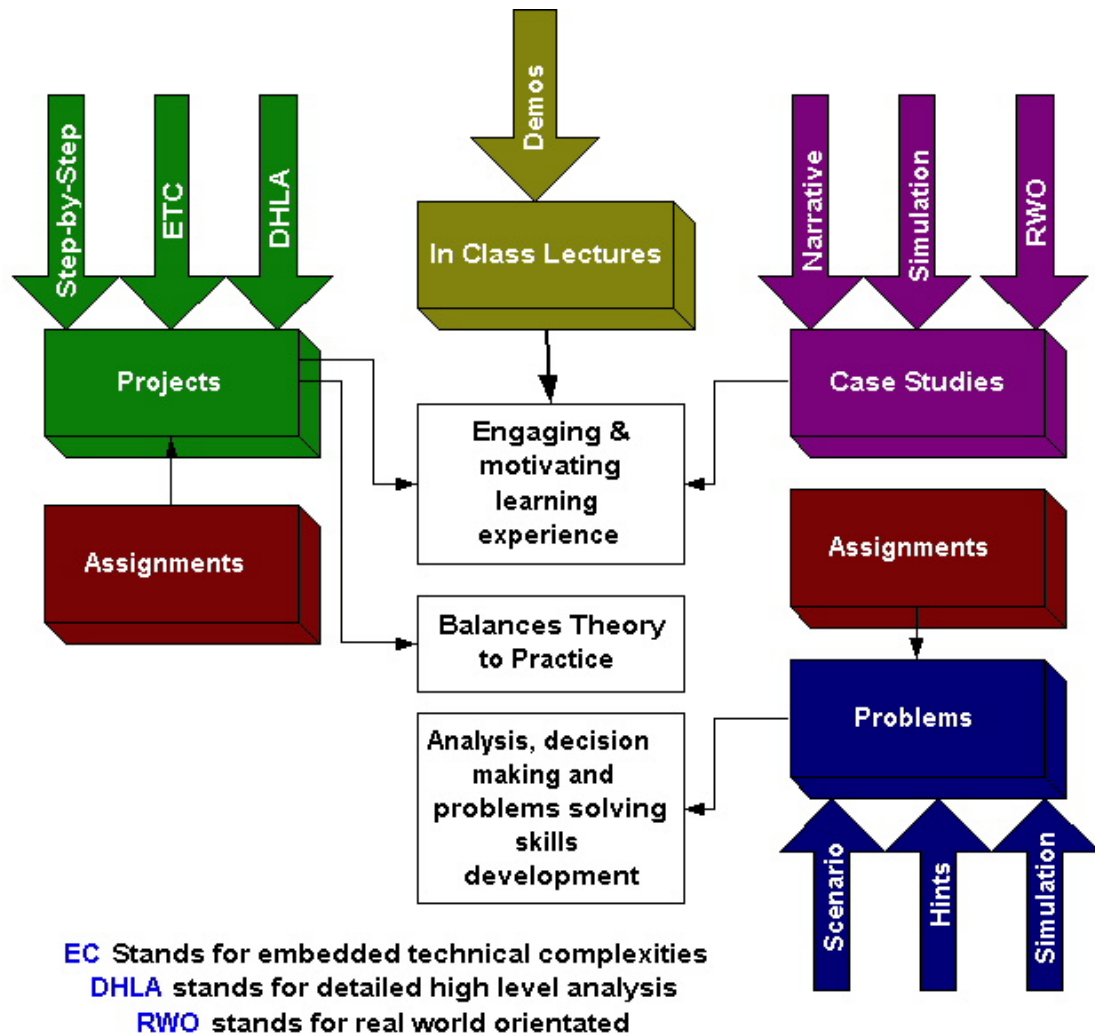 Demos
Step-by-Step
ETC
DHLA
Narrative
Simulation
RWO
In Class Lectures
Projects
Case Studies
Engaging &
motivating
learning
experience
Assignments
Assignments
Balances Theory
to Practice
Problems
Analysis, decision
making and
problems solving
skills
development
Scenario
Hints
Simulation
EC Stands for embedded technical complexities
DHLA stands for detailed high level analysis
RWO stands for real world orientated